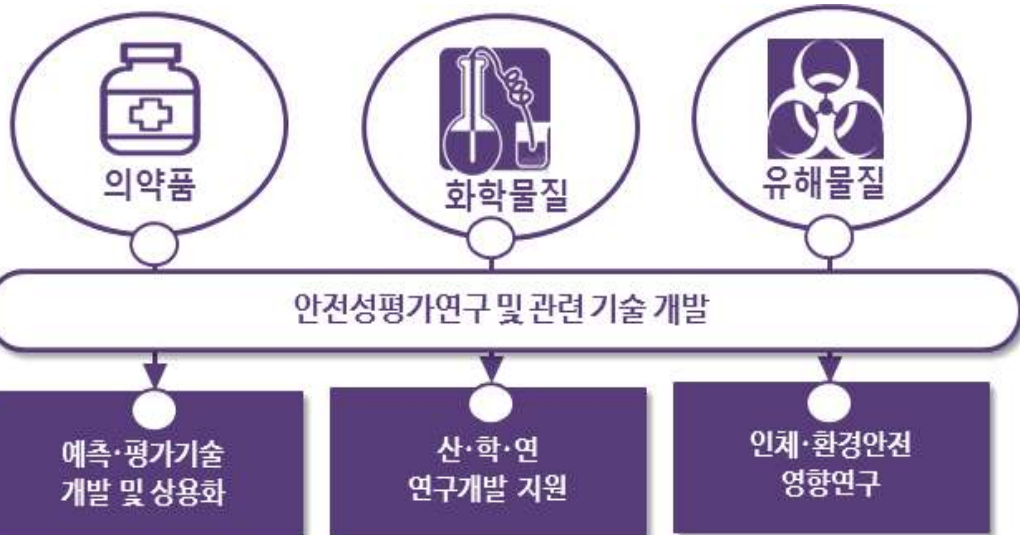 의약품
화학물질
유해물질
안전성평가연구 및 관련 기술 개발
예측·평가기술
개발 및 상용화
산·학·연
연구개발 지원
인체·환경안전
영향연구